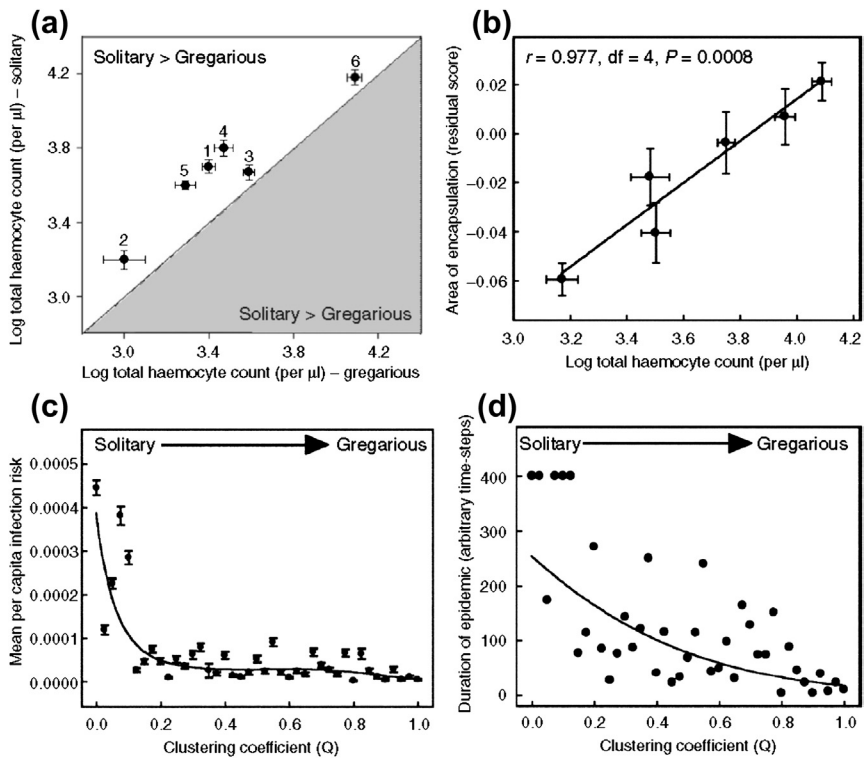 (a)
Log total haemocyte count (per µl) – solitary
Solitary > Gregarious
4.2
3.8
3.4
3.0
6
4
1
3
5
2
Solitary > Gregarious
3.0 3.4 3.8 4.2
Log total haemocyte count (per µl) – gregarious
(b)
Area of encapsulation (residual score)
r = 0.977, df = 4, P = 0.0008
0.02
0.00
−0.02
−0.04
−0.06
3.0 3.2 3.4 3.6 3.8 4.0 4.2
Log total haemocyte count (per µl)
(c)
Mean per capita infection risk
Solitary Gregarious
0.0005
0.0004
0.0003
0.0002
0.0001
0.0000
0.0 0.2 0.4 0.6 0.8 1.0
Clustering coefficient (Q)
(d)
Duration of epidemic (arbitrary time-steps)
Solitary Gregarious
400
300
200
100
0
0.0 0.2 0.4 0.6 0.8 1.0
Clustering coefficient (Q)